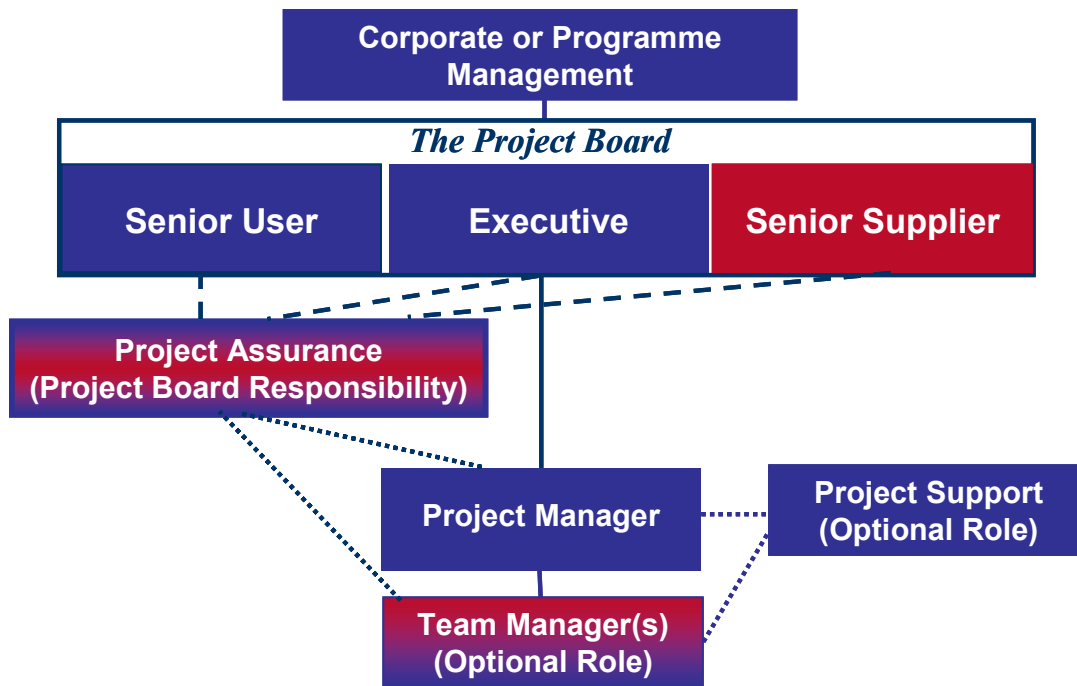 Corporate or Programme
Management
The Project Board
Senior User
Executive
Senior Supplier
Project Assurance
(Project Board Responsibility)
Project Manager
Project Support
(Optional Role)
Team Manager(s)
(Optional Role)